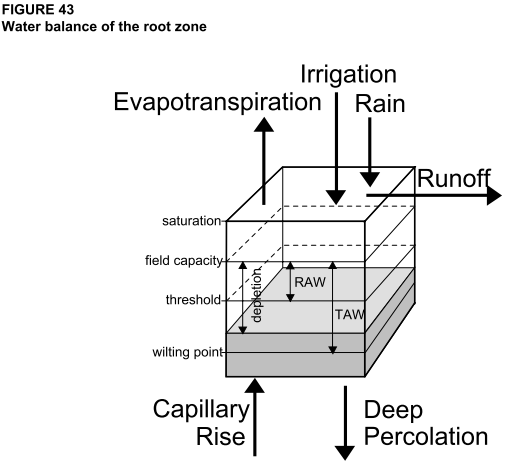 FIGURE 43
Water balance of the root zone
Irrigation
Evapotranspiration
Rain
Runoff
saturation
field capacity
depletion
RAW
threshold
TAW
wilting point
Capillary
Rise
Deep
Percolation